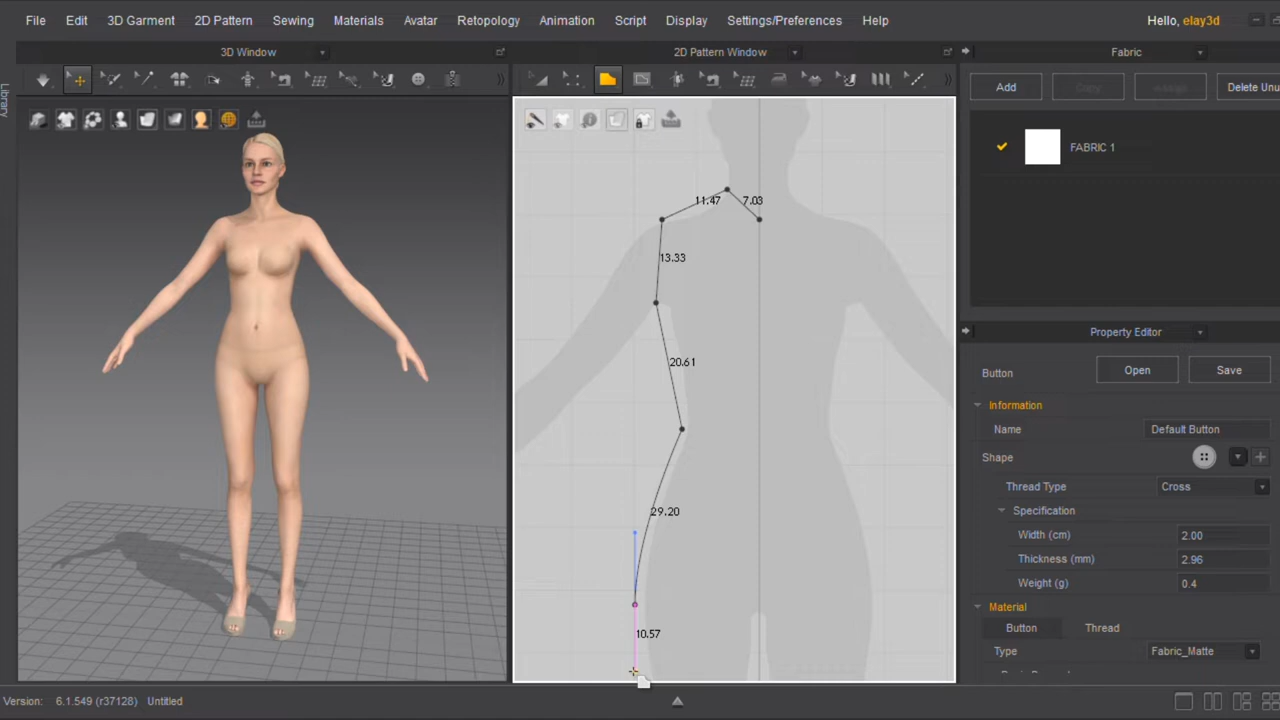 File Edit 3D Garment 2D Pattern Sewing Materials Avatar Retopology Animation Script Display Settings/Preferences Help Hello, elay3d
3D Window 2D Pattern Window Fabric
Library
Add Copy Assign Delete Unu
FABRIC 1
11.47 7.03
13.33
20.61
29.20
10.57
Property Editor
Button Open Save
Information
Name Default Button
Shape
Thread Type Cross
Specification
Width (cm) 2.00
Thickness (mm) 2.96
Weight (g) 0.4
Material
Button Thread
Type Fabric_Matte
Version: 6.1.549 (r37128) Untitled